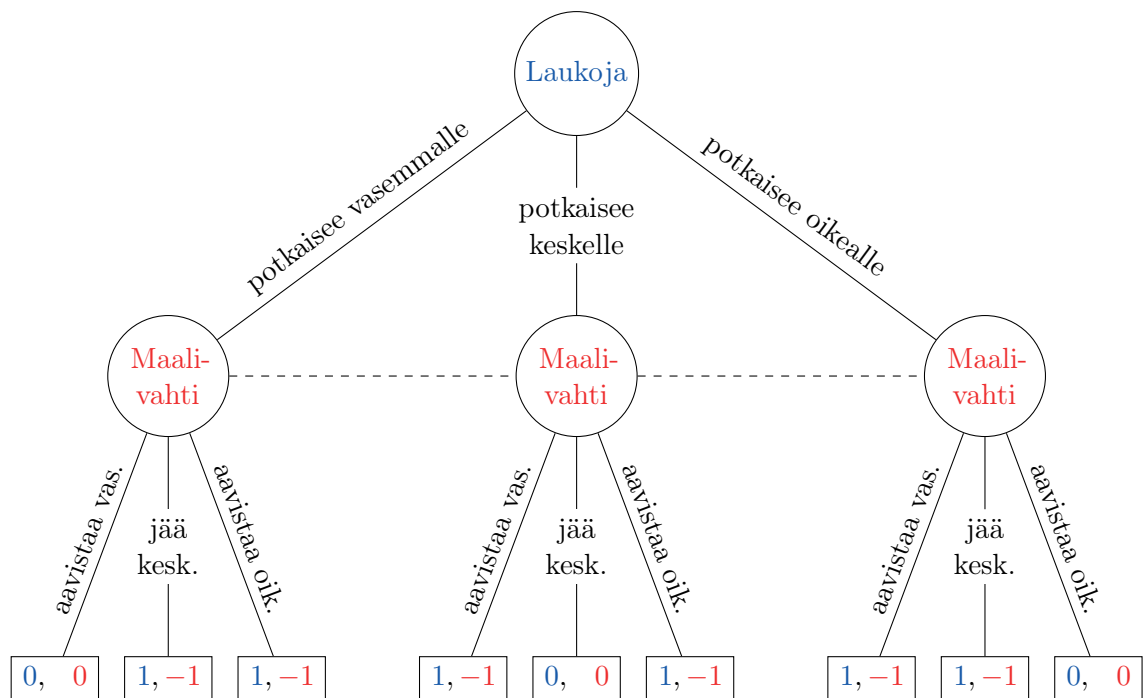 Laukoja
potkaisee vasemmalle
potkaisee
keskelle
potkaisee oikealle
Maali-
vahti
Maali-
vahti
Maali-
vahti
aavistaa vas.
jää
kesk.
aavistaa oik.
aavistaa vas.
jää
kesk.
aavistaa oik.
aavistaa vas.
jää
kesk.
aavistaa oik.
0, 0
1, −1
1, −1
1, −1
0, 0
1, −1
1, −1
1, −1
0, 0